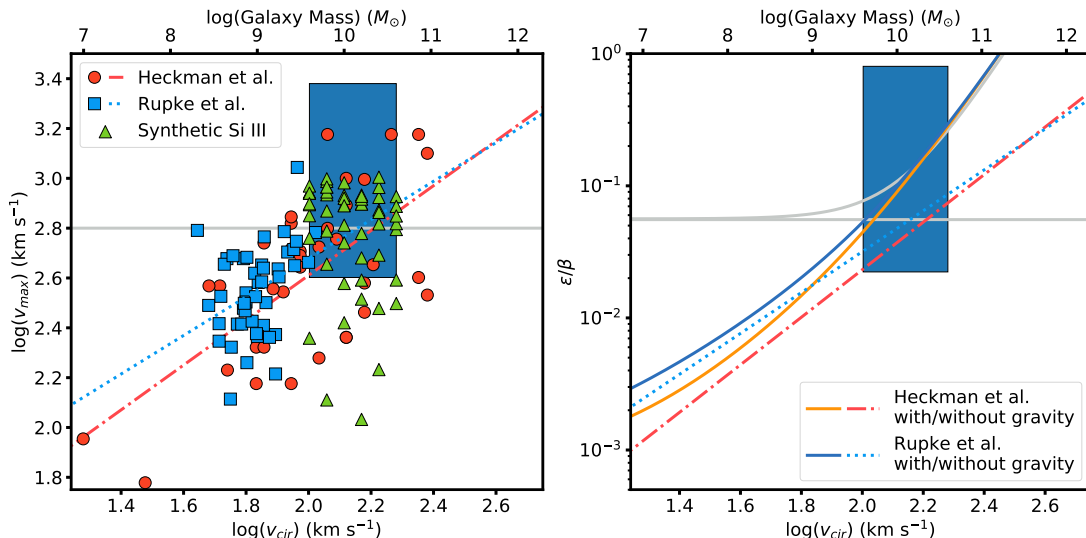 log(Galaxy Mass) (M⊙)
7 8 9 10 11 12
log(v_max) (km s⁻¹)
3.4
3.2
3.0
2.8
2.6
2.4
2.2
2.0
1.8
Heckman et al.
Rupke et al.
Synthetic Si III
1.4 1.6 1.8 2.0 2.2 2.4 2.6
log(v_cir) (km s⁻¹)
log(Galaxy Mass) (M⊙)
7 8 9 10 11 12
ε/β
10⁰
10⁻¹
10⁻²
10⁻³
Heckman et al.
with/without gravity
Rupke et al.
with/without gravity
1.4 1.6 1.8 2.0 2.2 2.4 2.6
log(v_cir) (km s⁻¹)